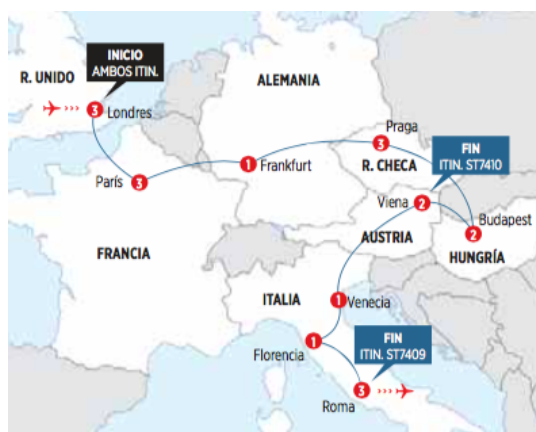 INICIO
AMBOS ITIN.
R. UNIDO
ALEMANIA
3
Londres
Praga
3
FIN
ITIN. ST7410
1
Frankfurt
R. CHECA
París
3
Viena
2
Budapest
2
FRANCIA
AUSTRIA
HUNGRÍA
ITALIA
1
Venecia
FIN
ITIN. ST7409
1
Florencia
3
Roma